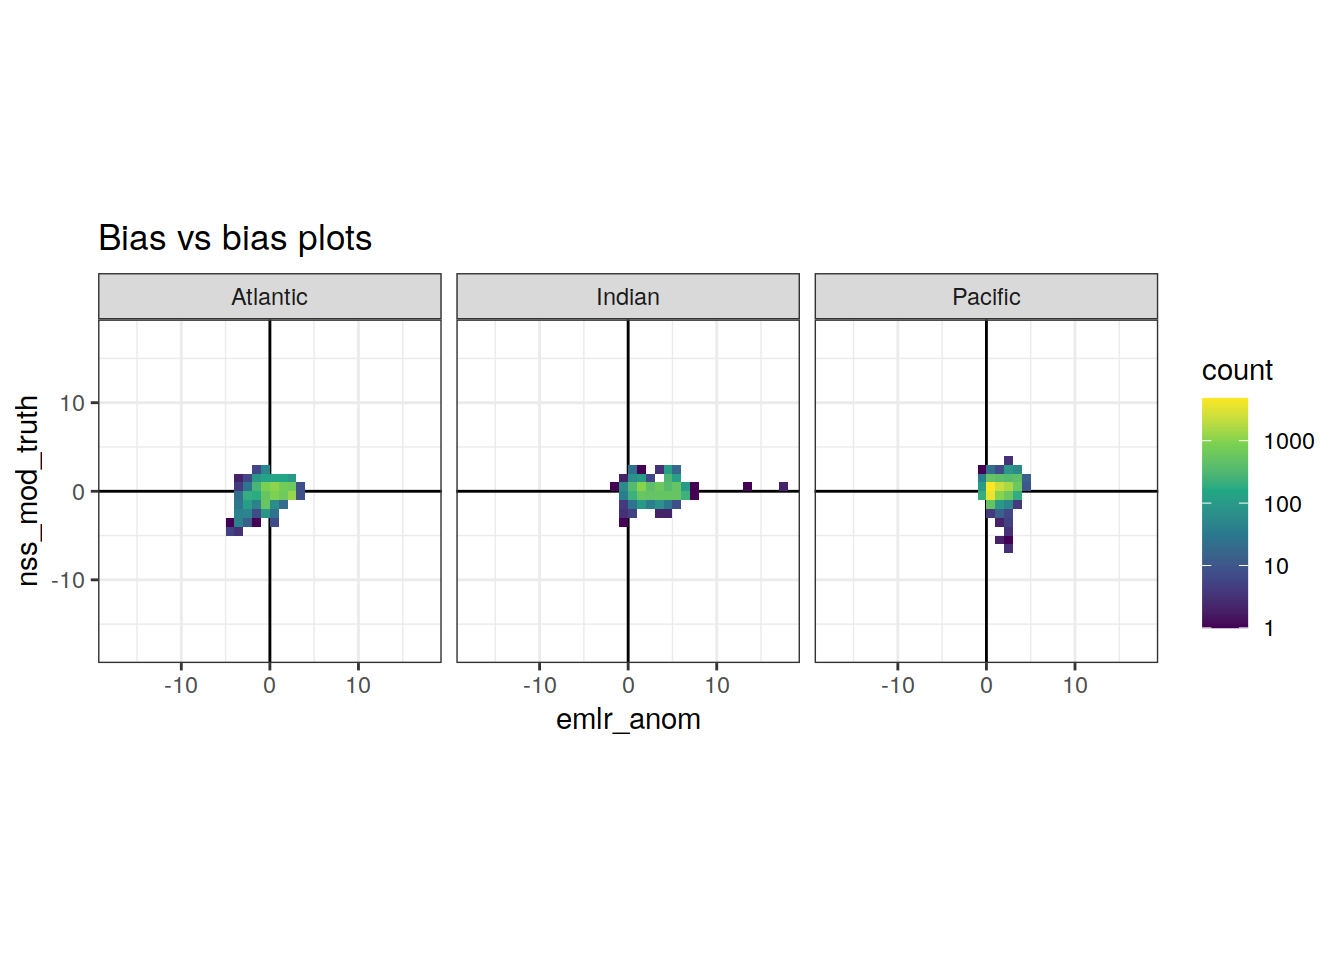 Bias vs bias plots
Atlantic Indian Pacific
nss_mod_truth
10
0
-10
-10 0 10 -10 0 10 -10 0 10
emlr_anom
count
1000
100
10
1